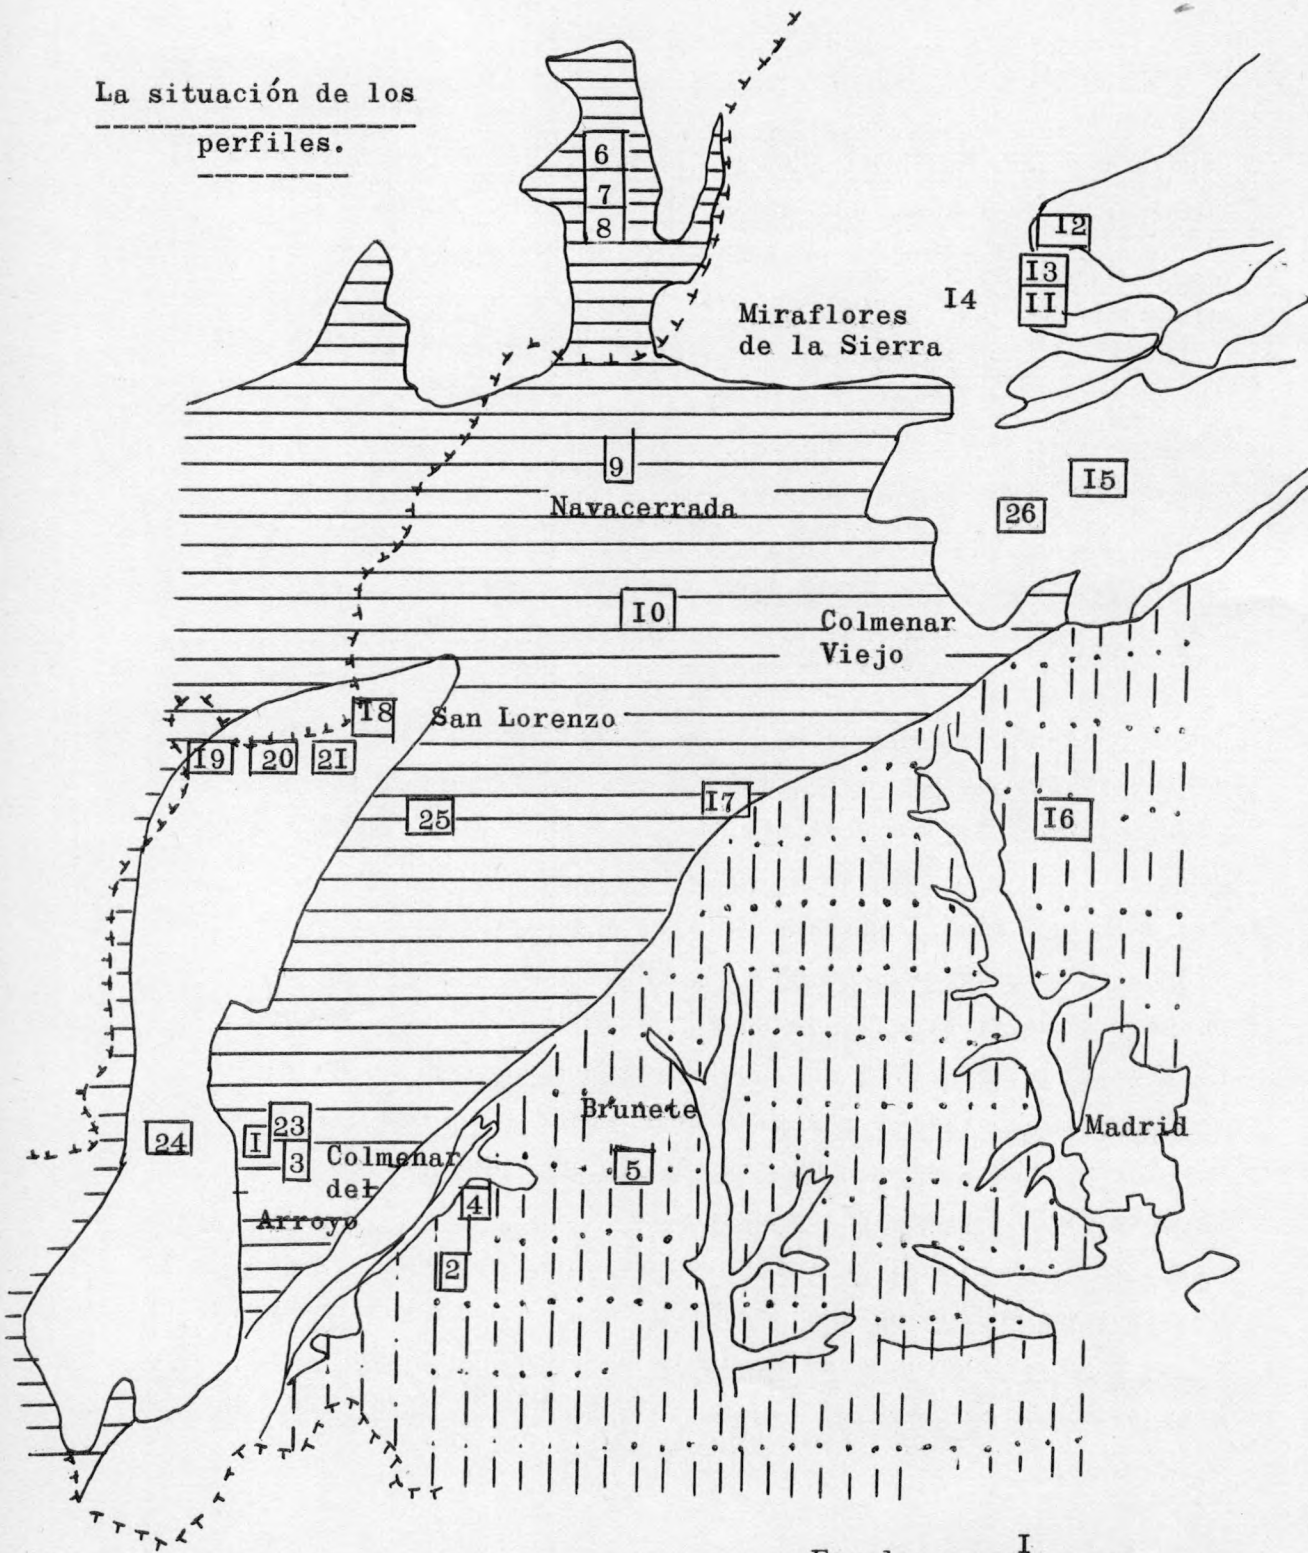 La situación de los
perfiles.
6
7
8
I2
I3
II
I4
Miraflores
de la Sierra
9
Navacerrada
I5
26
I0
Colmenar
Viejo
I8
San Lorenzo
I9
20
2I
I7
25
I6
Brunete
Madrid
24
I
23
3
Colmenar
del
Arroyo
5
4
2
I